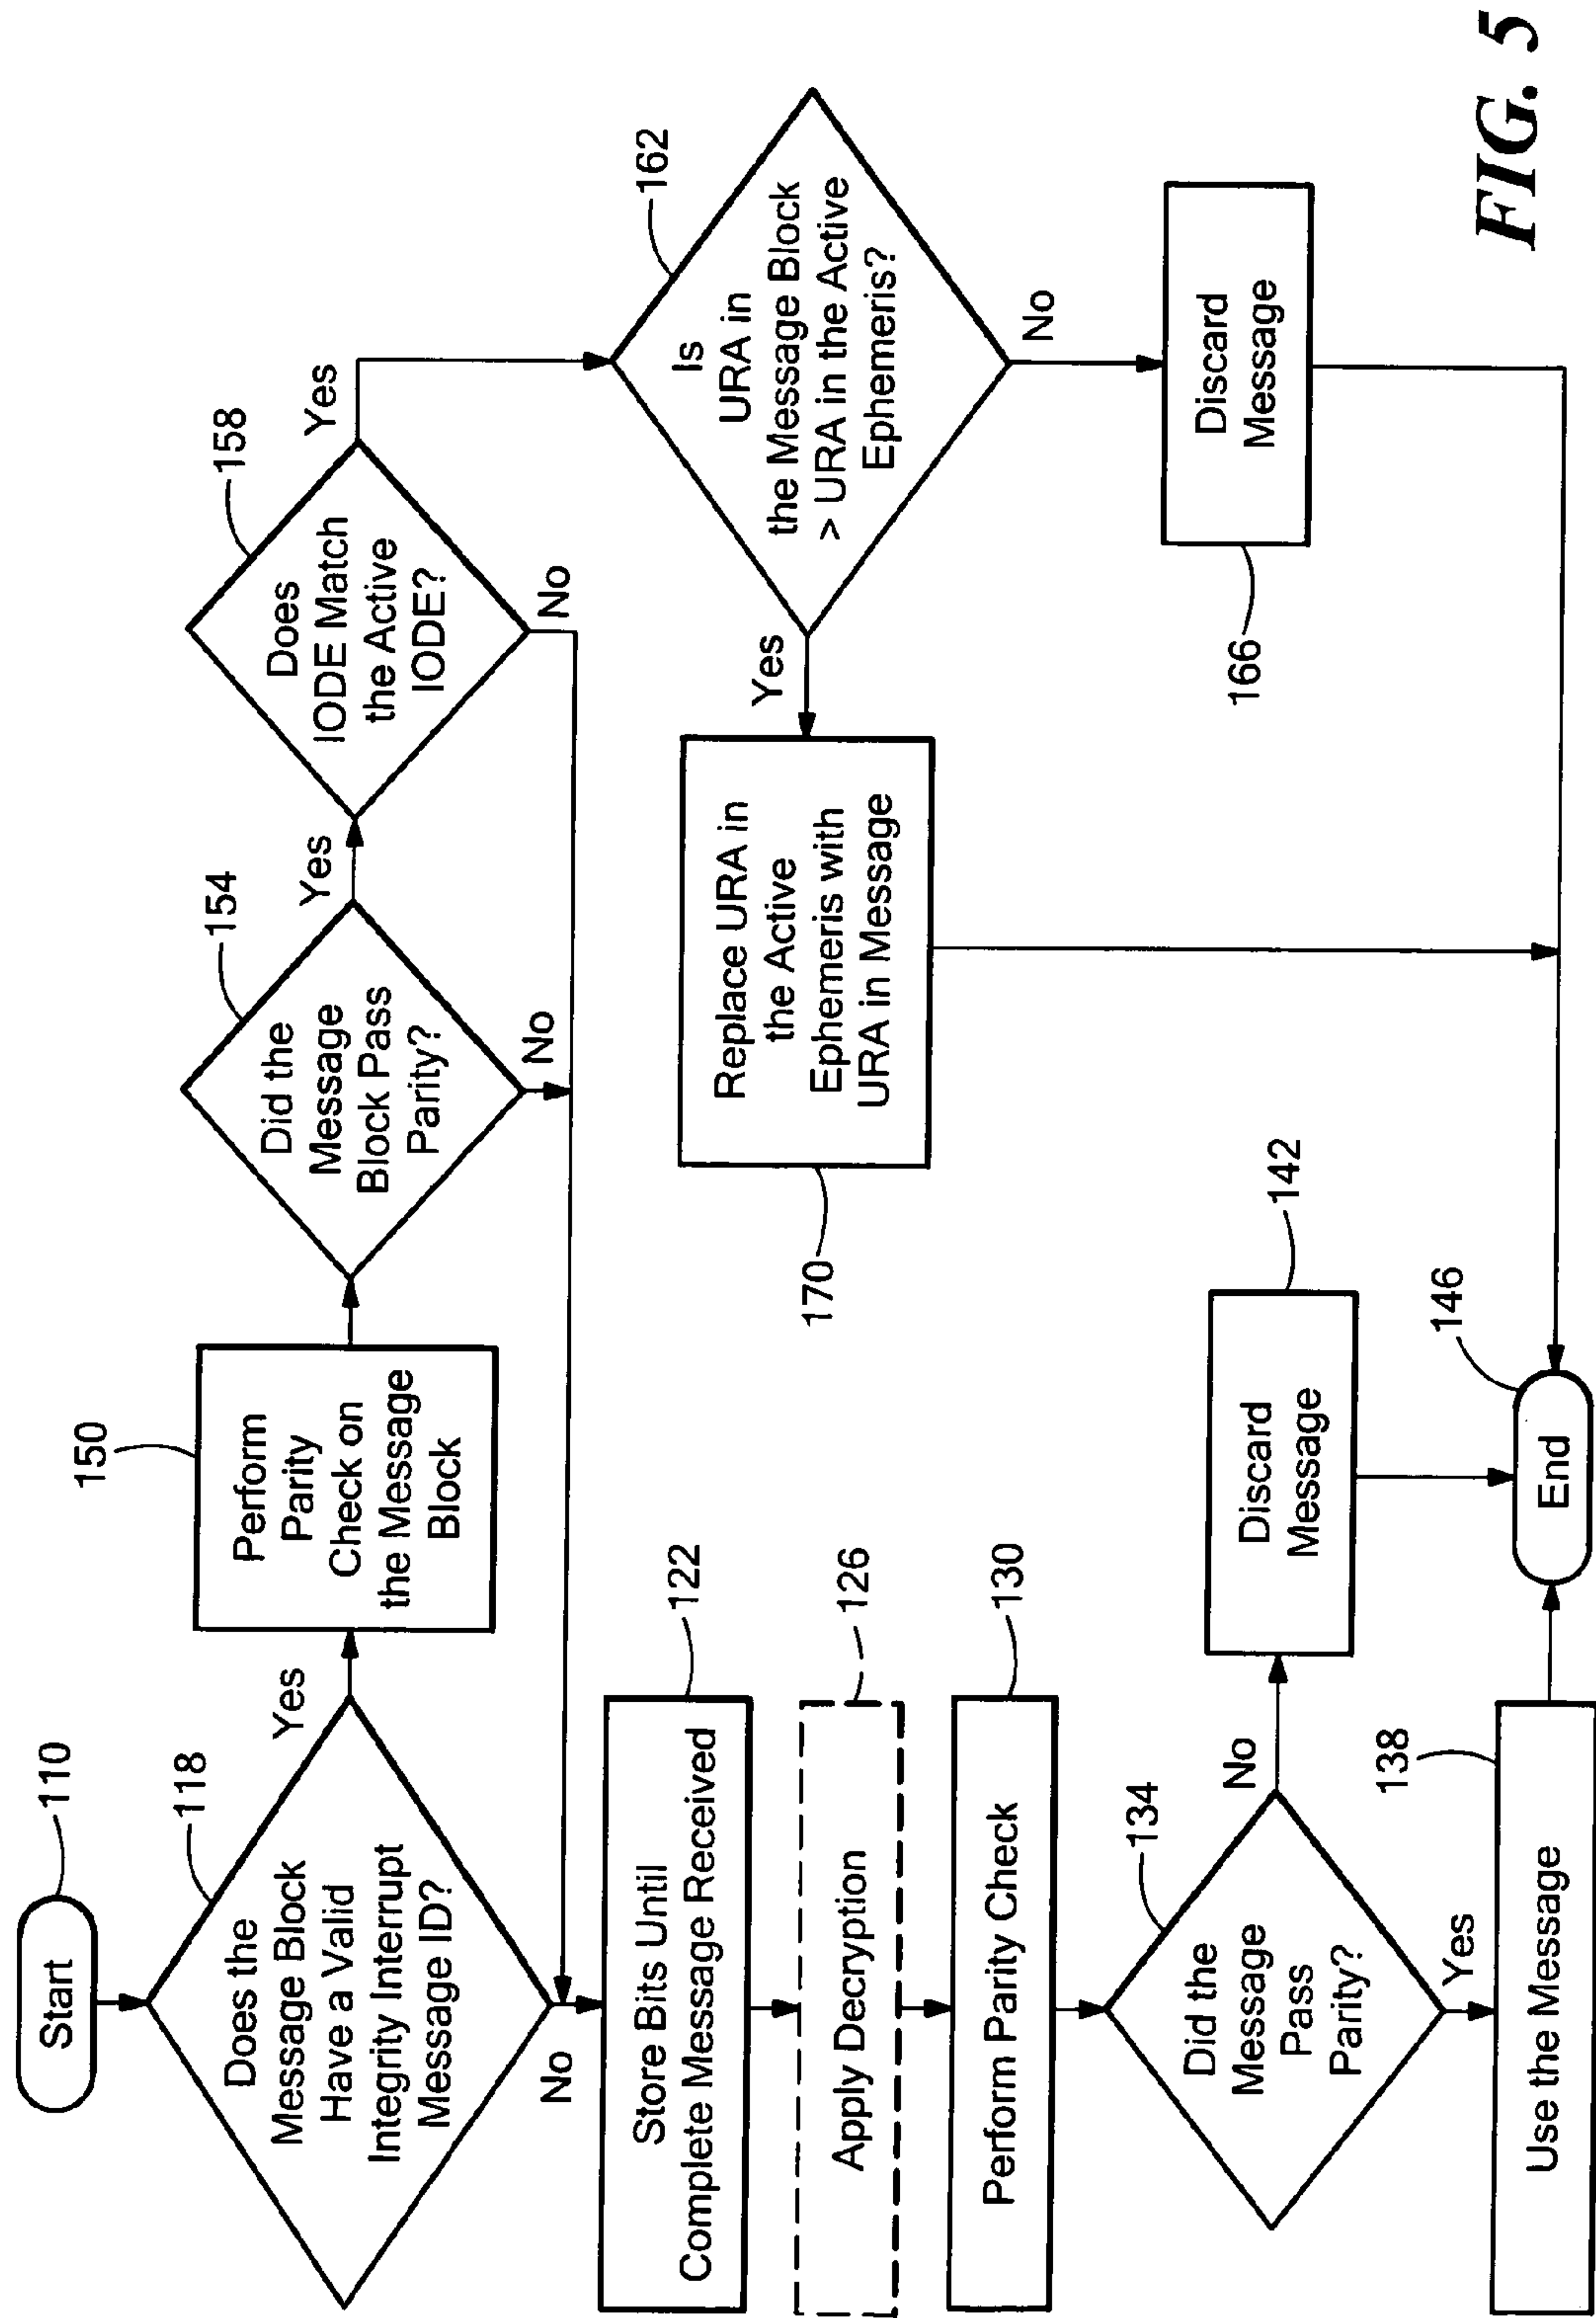 Start
110
Does the
Message Block
Have a Valid
Integrity Interrupt
Message ID?
118
Yes
No
Perform
Parity
Check on
the Message
Block
150
Did the
Message
Block Pass
Parity?
154
Yes
No
Does
IODE Match
the Active
IODE?
158
Yes
No
Is
URA in
the Message Block
> URA in the Active
Ephemeris?
162
Yes
No
Replace URA in
the Active
Ephemeris with
URA in Message
170
Discard
Message
166
Store Bits Until
Complete Message Received
122
Apply Decryption
126
Perform Parity Check
130
Did the
Message
Pass
Parity?
134
No
Yes
Discard
Message
142
Use the Message
138
End
146
FIG. 5